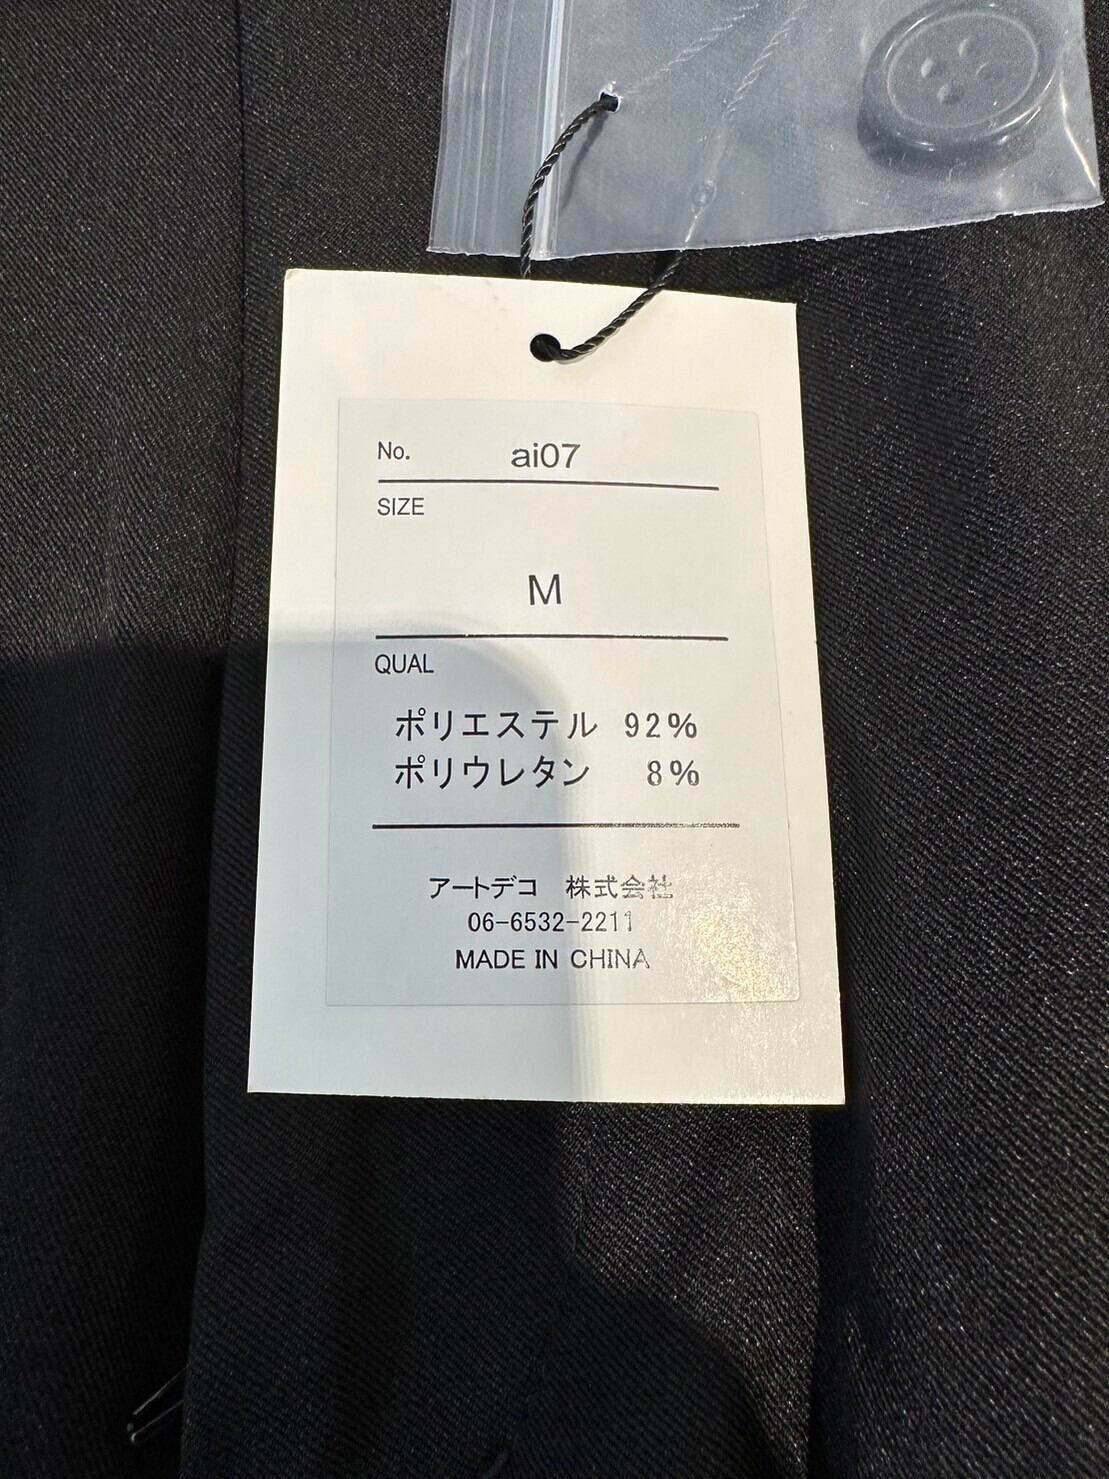 No. ai07
SIZE
M
QUAL
ポリエステル 92%
ポリウレタン 8%
アートデコ 株式会社
06-6532-2211
MADE IN CHINA